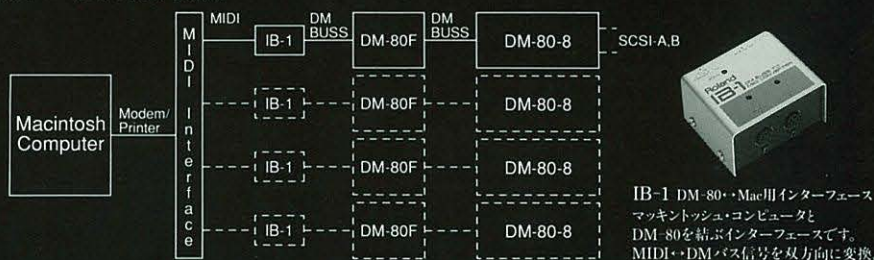 MIDI
DM BUSS
DM BUSS
MIDI Interface
IB-1
DM-80F
DM-80-8
SCSI-A,B
Macintosh Computer
Modem/Printer
IB-1
DM-80F
DM-80-8
IB-1
DM-80F
DM-80-8
IB-1
DM-80F
DM-80-8
Roland
IB-1
IB-1 DM-80↔Mac用インターフェース
マッキントッシュ・コンピュータと
DM-80を結ぶインターフェースです。
MIDI↔DMバス信号を双方向に変換